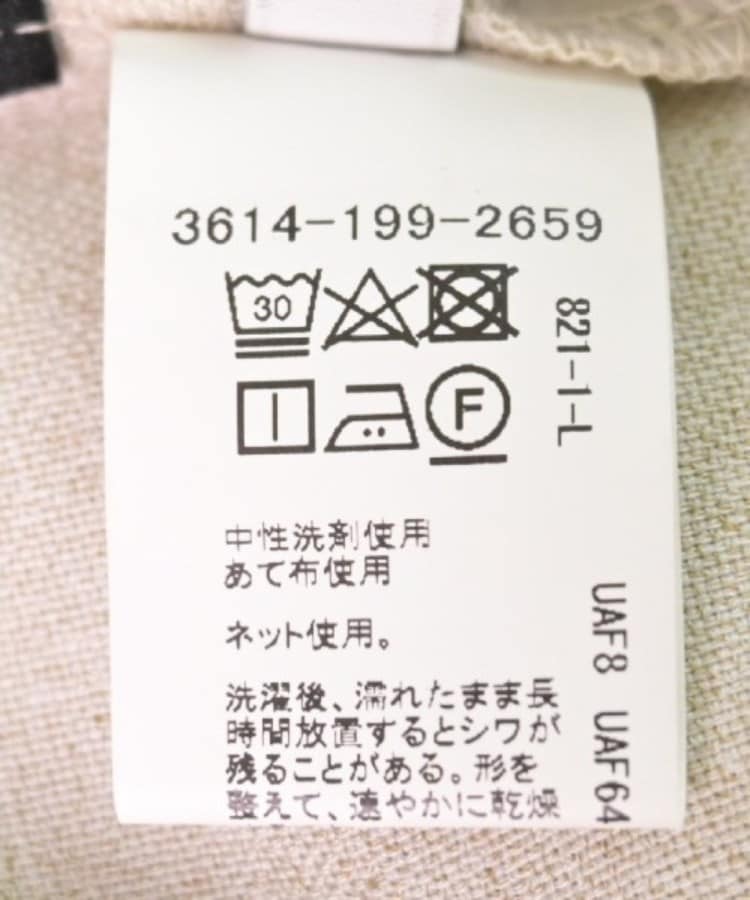 3614-199-2659
30
F
821-1-L
中性洗剤使用
あて布使用
ネット使用。
洗濯後、濡れたまま長
時間放置するとシワが
残ることがある。形を
整えて、速やかに乾燥
UAF8 UAF64